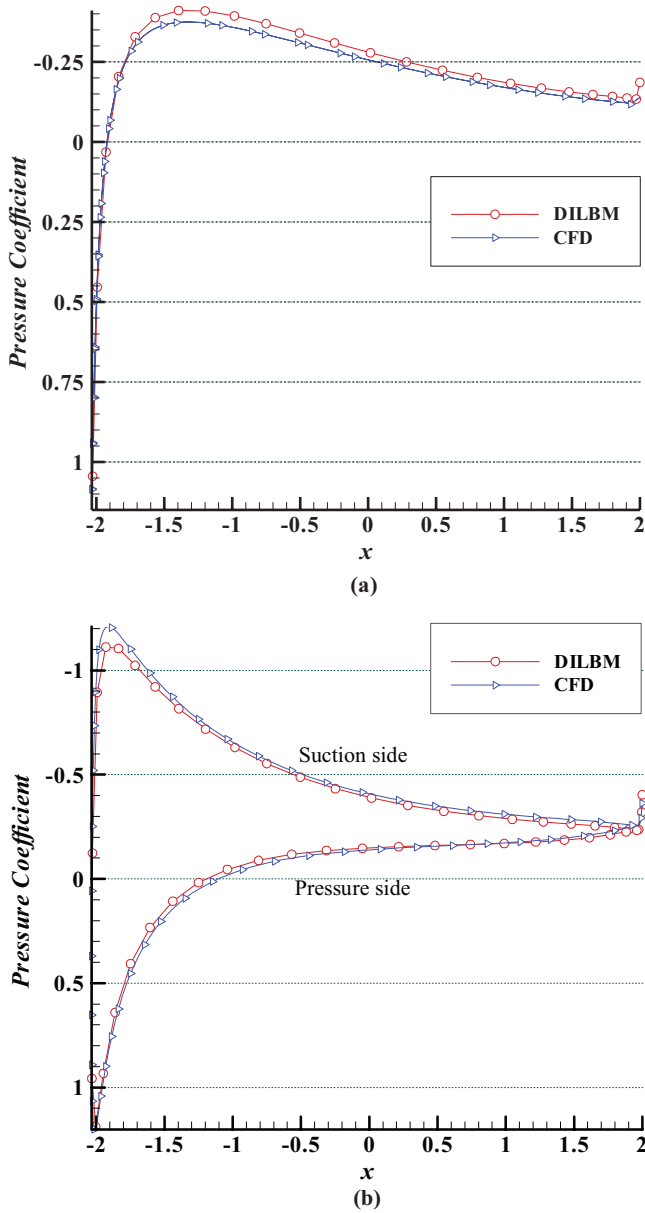 -0.25
0
0.25
0.5
0.75
1
Pressure Coefficient
DILBM
CFD
-2 -1.5 -1 -0.5 0 0.5 1 1.5 2
x
(a)
-1
-0.5
0
0.5
1
Pressure Coefficient
DILBM
CFD
Suction side
Pressure side
-2 -1.5 -1 -0.5 0 0.5 1 1.5 2
x
(b)